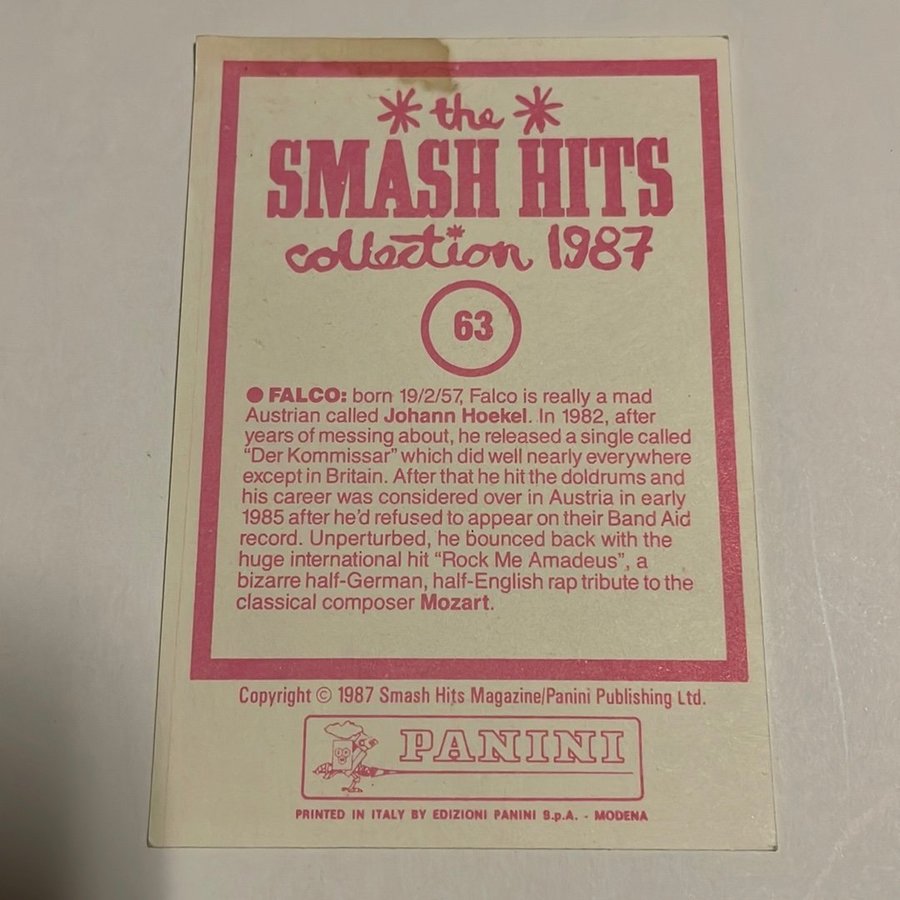 * the *
SMASH HITS
collection 1987
63
● FALCO: born 19/2/57, Falco is really a mad
Austrian called Johann Hoekel. In 1982, after
years of messing about, he released a single called
“Der Kommissar” which did well nearly everywhere
except in Britain. After that he hit the doldrums and
his career was considered over in Austria in early
1985 after he’d refused to appear on their Band Aid
record. Unperturbed, he bounced back with the
huge international hit “Rock Me Amadeus”, a
bizarre half-German, half-English rap tribute to the
classical composer Mozart.
Copyright © 1987 Smash Hits Magazine/Panini Publishing Ltd.
PANINI
PRINTED IN ITALY BY EDIZIONI PANINI S.p.A. - MODENA